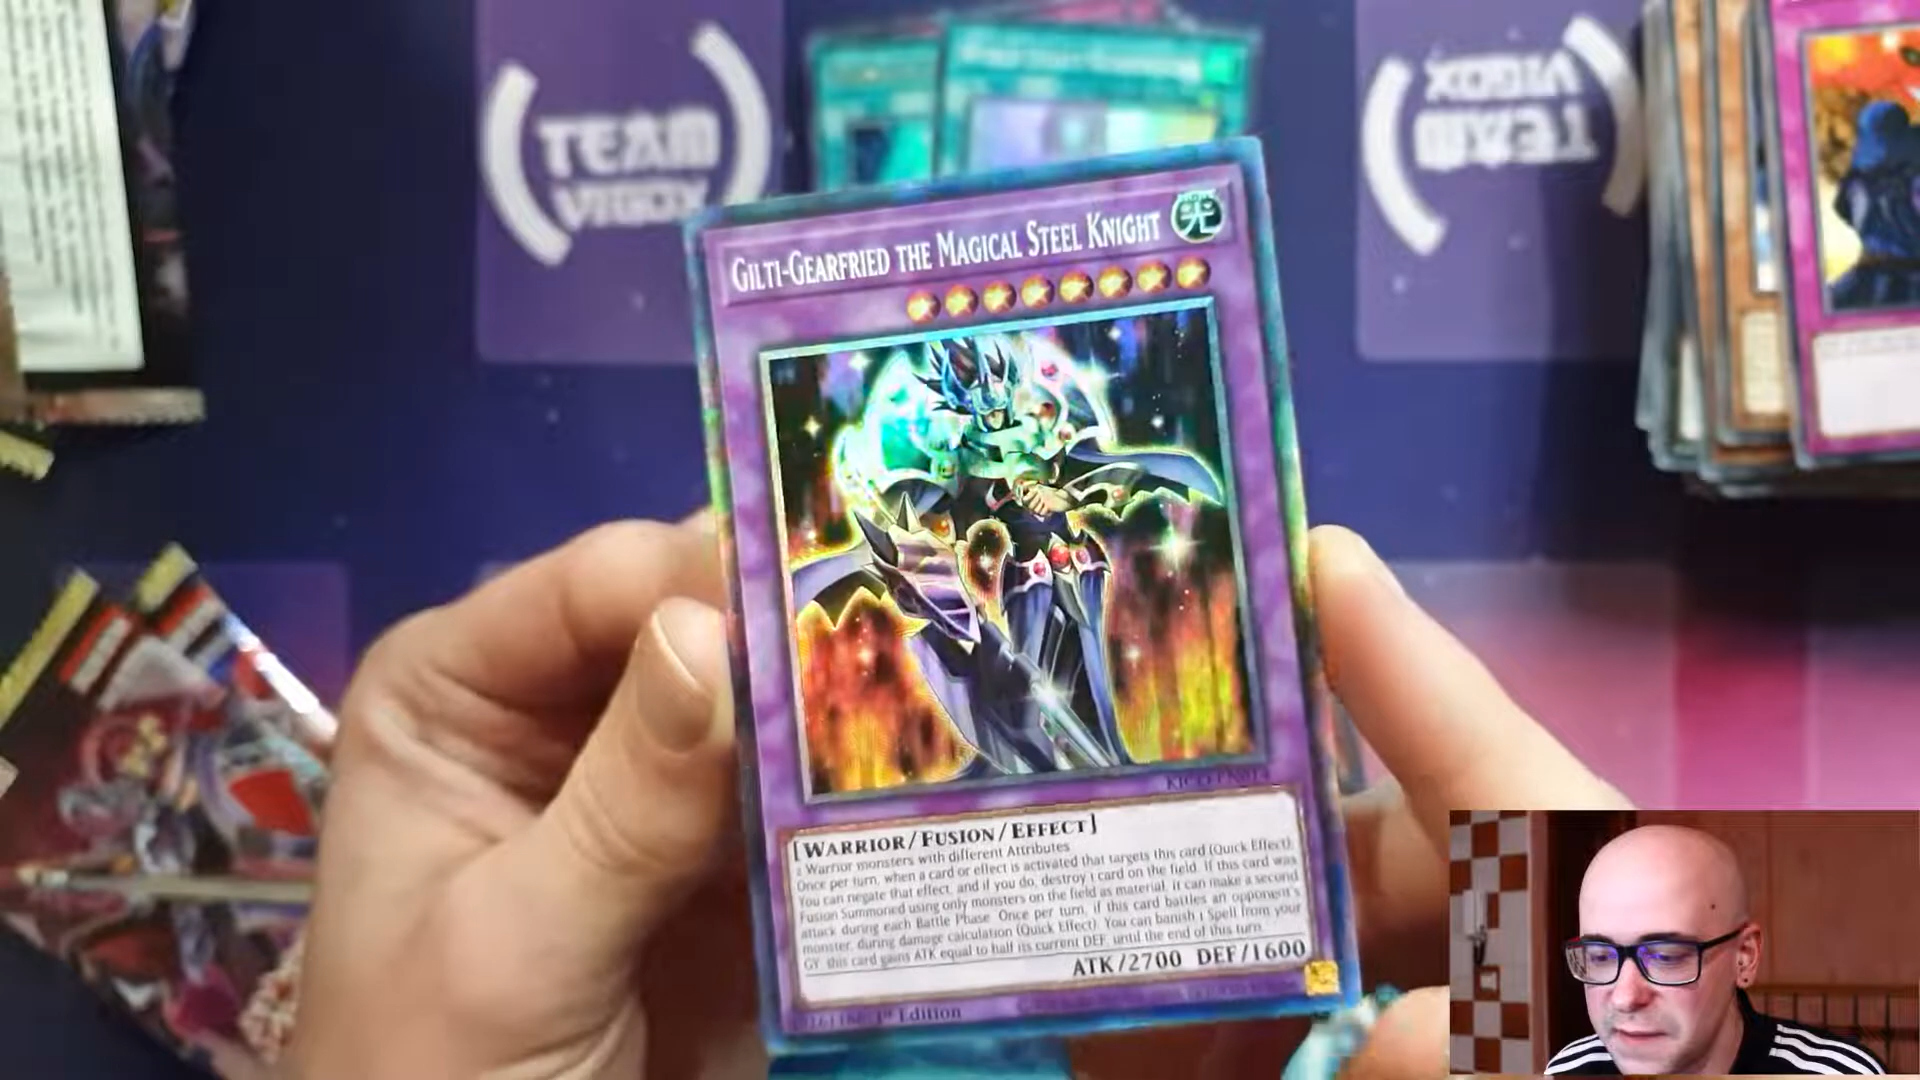 TEAM
VIGOX
TEAM
VIGOX
GILTI-GEARFRIED THE MAGICAL STEEL KNIGHT
[WARRIOR/FUSION/EFFECT]
2 Warrior monsters with different Attributes
Once per turn, when a card or effect is activated that targets this card (Quick Effect):
You can negate that effect, and if you do, destroy 1 card on the field. If this card was
Fusion Summoned using only monsters on the field as material, it can make a second
attack during each Battle Phase. Once per turn, if this card battles an opponent's
monster, during damage calculation (Quick Effect): You can banish 1 Spell from your
GY; this card gains ATK equal to half its current DEF, until the end of this turn.
ATK/2700 DEF/1600
1st Edition